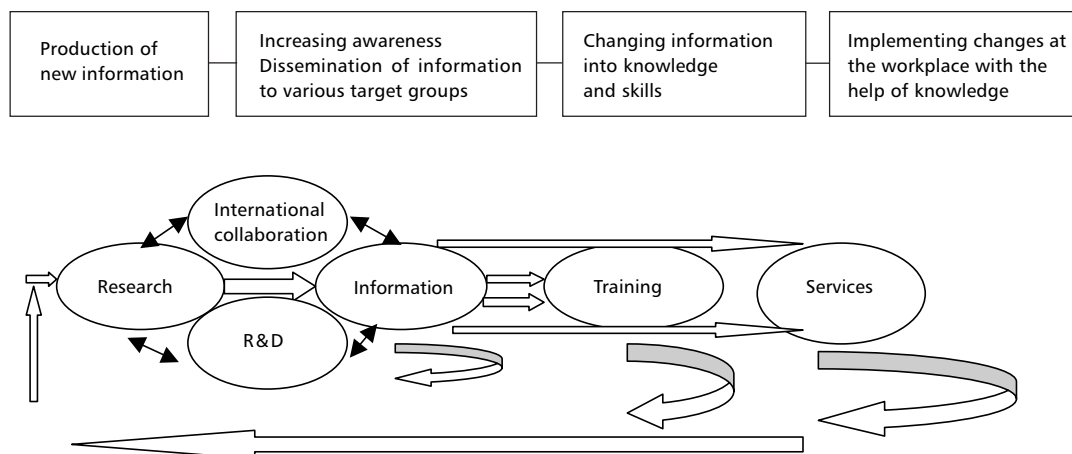 Production of
new information
Increasing awareness
Dissemination of information
to various target groups
Changing information
into knowledge
and skills
Implementing changes at
the workplace with the
help of knowledge
International
collaboration
Research
Information
Training
Services
R&D